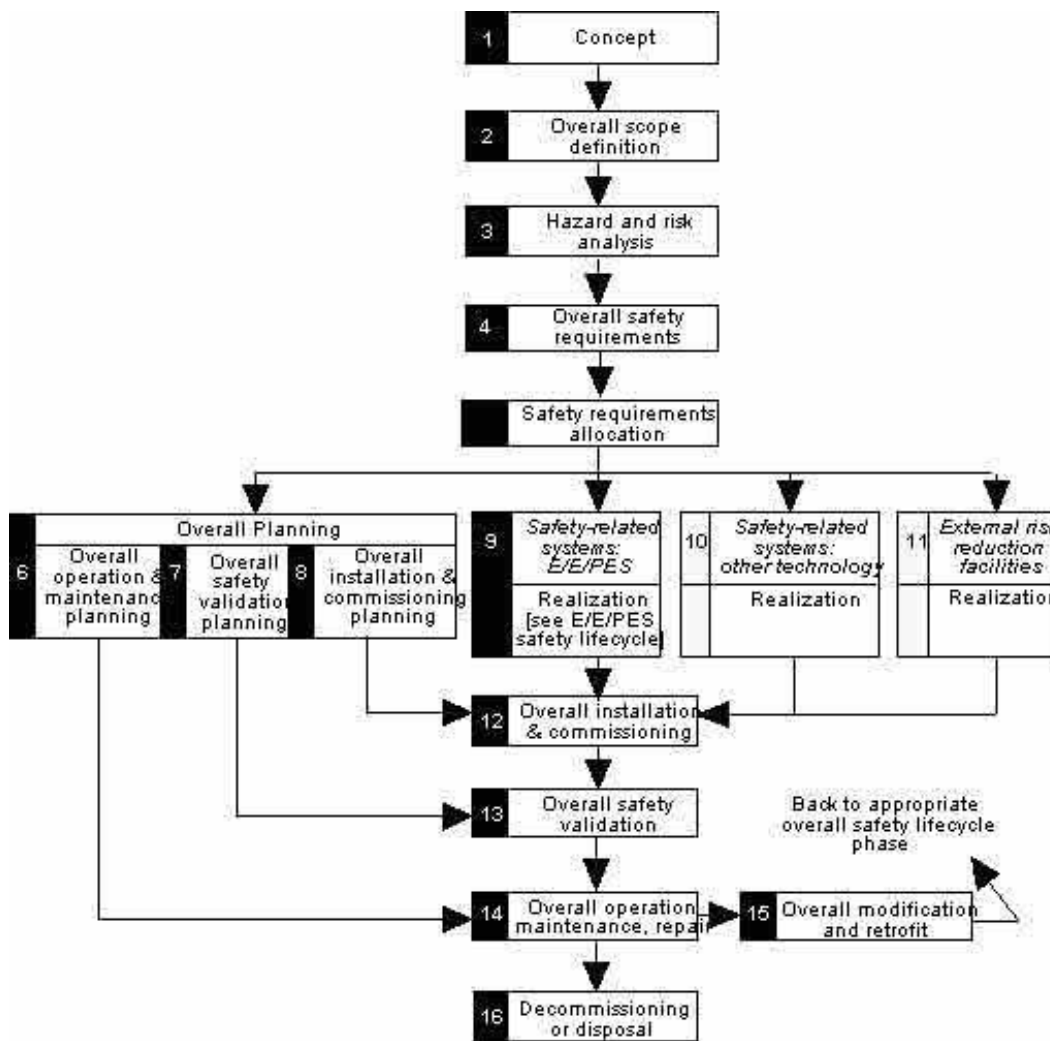 1 Concept
2 Overall scope
definition
3 Hazard and risk
analysis
4 Overall safety
requirements
Safety requirements
allocation
Overall Planning
6 Overall
operation &
maintenance
planning
7 Overall
safety
validation
planning
8 Overall
installation &
commissioning
planning
9 Safety-related
systems:
E/E/PES
Realization
[see E/E/PES
safety lifecycle]
10 Safety-related
systems:
other technology
Realization
11 External risk
reduction
facilities
Realization
12 Overall installation
& commissioning
13 Overall safety
validation
Back to appropriate
overall safety lifecycle
phase
14 Overall operation
maintenance, repair
15 Overall modification
and retrofit
16 Decommissioning
or disposal